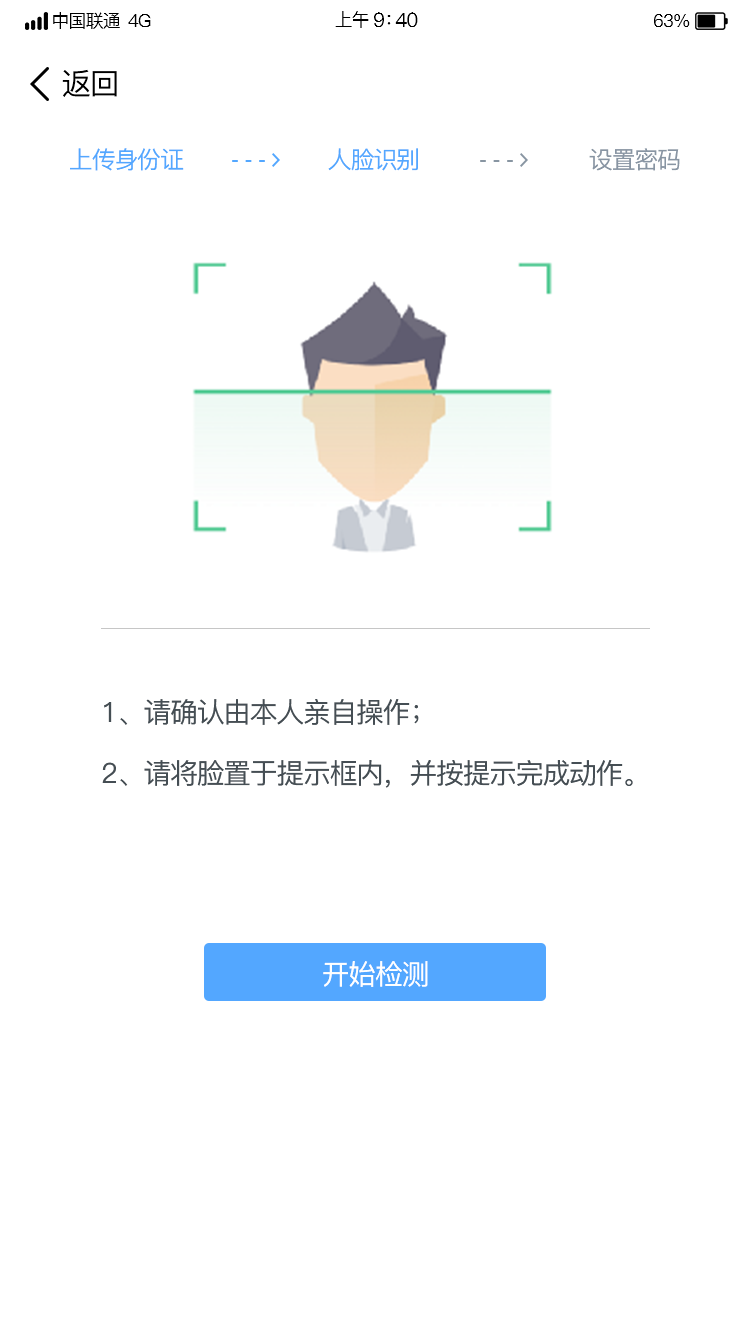 中国联通 4G
上午 9:40
63%
返回
上传身份证
人脸识别
设置密码
1、请确认由本人亲自操作；
2、请将脸置于提示框内，并按提示完成动作。
开始检测